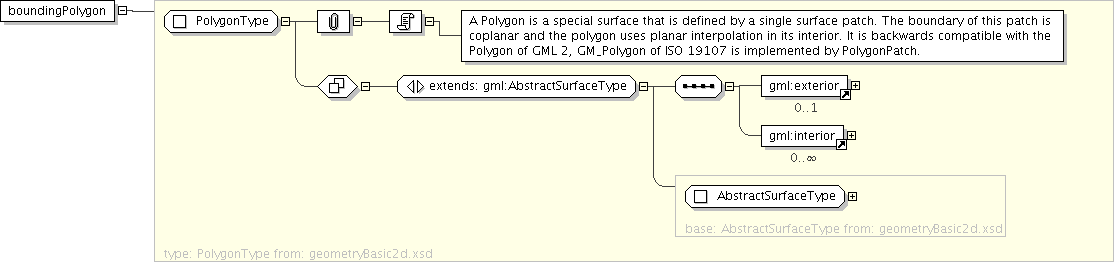 boundingPolygon
PolygonType
A Polygon is a special surface that is defined by a single surface patch. The boundary of this patch is
coplanar and the polygon uses planar interpolation in its interior. It is backwards compatible with the
Polygon of GML 2, GM_Polygon of ISO 19107 is implemented by PolygonPatch.
extends: gml:AbstractSurfaceType
gml:exterior
0..1
gml:interior
0..∞
AbstractSurfaceType
base: AbstractSurfaceType from: geometryBasic2d.xsd
type: PolygonType from: geometryBasic2d.xsd